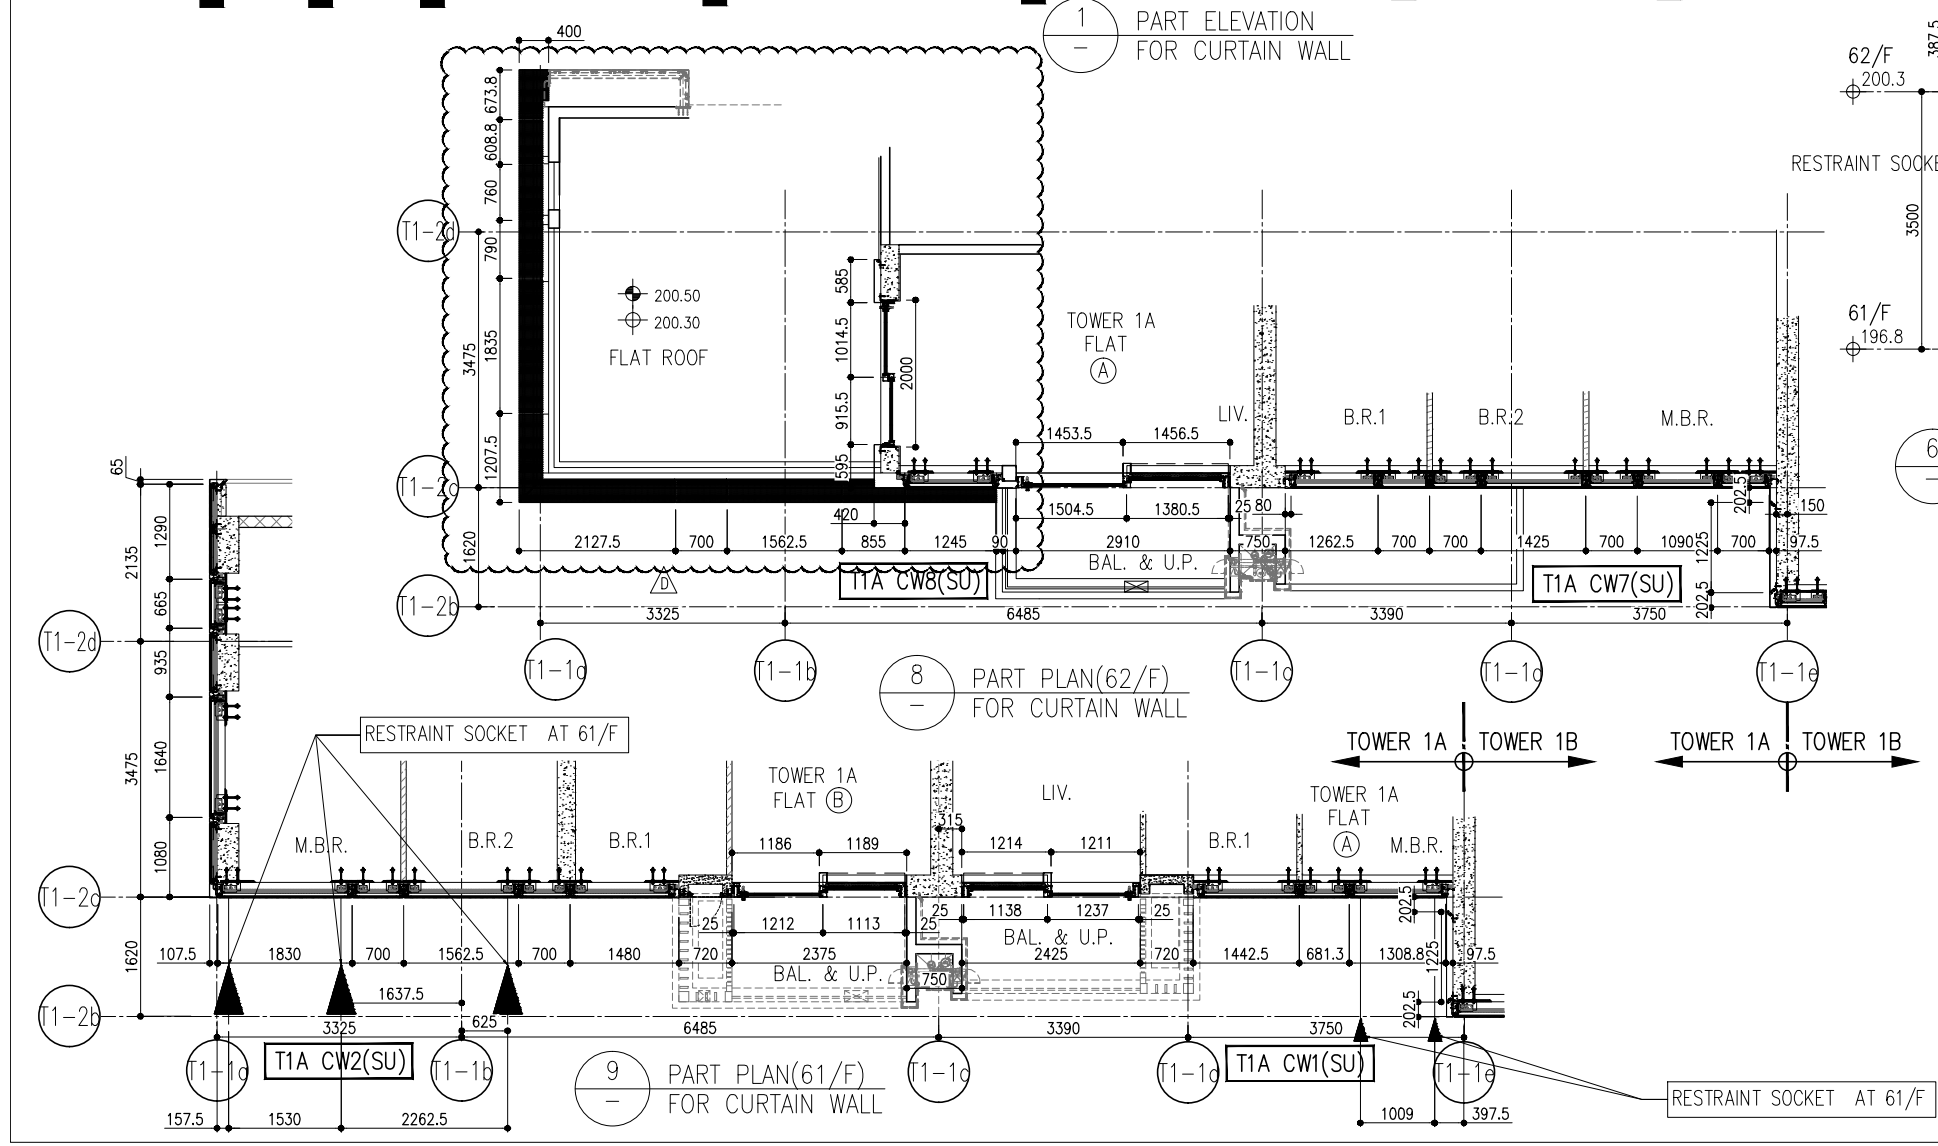 1
–
PART ELEVATION
FOR CURTAIN WALL
400
673.8
608.8
760
790
1835
1207.5
3475
1620
T1-2d
T1-2c
T1-2b
200.50
200.30
FLAT ROOF
585
1014.5
915.5
595
2000
TOWER 1A
FLAT
A
LIV.
B.R.1
B.R.2
M.B.R.
1453.5
1456.5
1504.5
1380.5
25
80
202.5
150
420
2127.5
700
1562.5
855
1245
90
2910
750
1262.5
700
700
1425
700
1090
700
97.5
1225
202.5
BAL. & U.P.
D
T1A CW8(SU)
T1A CW7(SU)
3325
6485
3390
3750
T1-1b
T1-1e
8
–
PART PLAN(62/F)
FOR CURTAIN WALL
387.5
62/F
200.3
RESTRAINT SOCKE
3500
61/F
196.8
6
–
TOWER 1A
TOWER 1B
TOWER 1A
TOWER 1B
65
1290
2135
665
935
1640
3475
1080
1620
T1-2d
T1-2c
T1-2b
RESTRAINT SOCKET AT 61/F
M.B.R.
B.R.2
B.R.1
TOWER 1A
FLAT B
LIV.
TOWER 1A
FLAT
A
B.R.1
M.B.R.
1186
1189
315
1214
1211
25
1212
1113
25
25
1138
1237
25
202.5
BAL. & U.P.
107.5
1830
700
1562.5
700
1480
720
2375
2425
720
1442.5
681.3
1308.8
1225
97.5
BAL. & U.P.
750
1637.5
202.5
3325
625
6485
3390
3750
T1-1b
T1-1e
T1A CW2(SU)
T1A CW1(SU)
9
–
PART PLAN(61/F)
FOR CURTAIN WALL
RESTRAINT SOCKET AT 61/F
157.5
1530
2262.5
1009
397.5